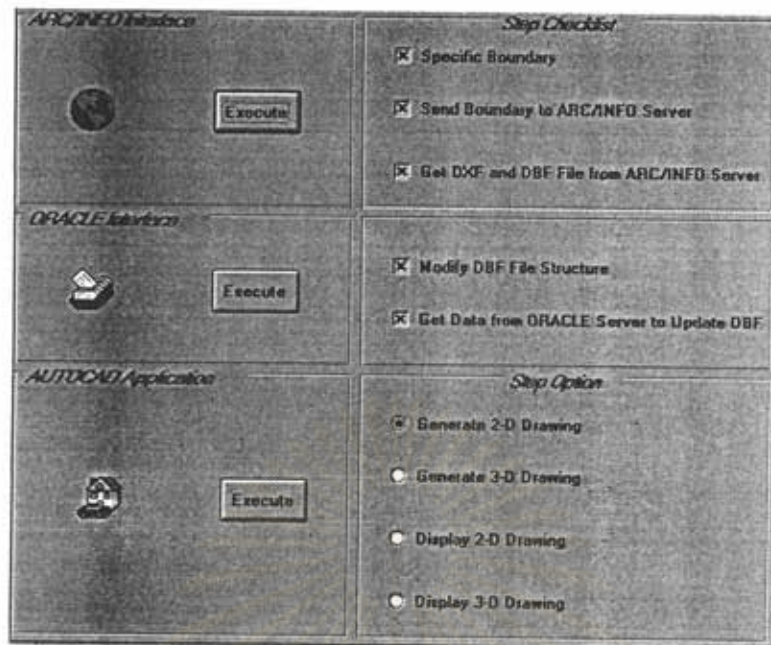 ARC/INFO Interface
Execute
Step Checklist
Specific Boundary
Send Boundary to ARC/INFO Server
Get DXF and DBF File from ARC/INFO Server
ORACLE Interface
Execute
Modify DBF File Structure
Get Data from ORACLE Server to Update DBF
AUTOCAD Application
Execute
Step Option
Generate 2-D Drawing
Generate 3-D Drawing
Display 2-D Drawing
Display 3-D Drawing